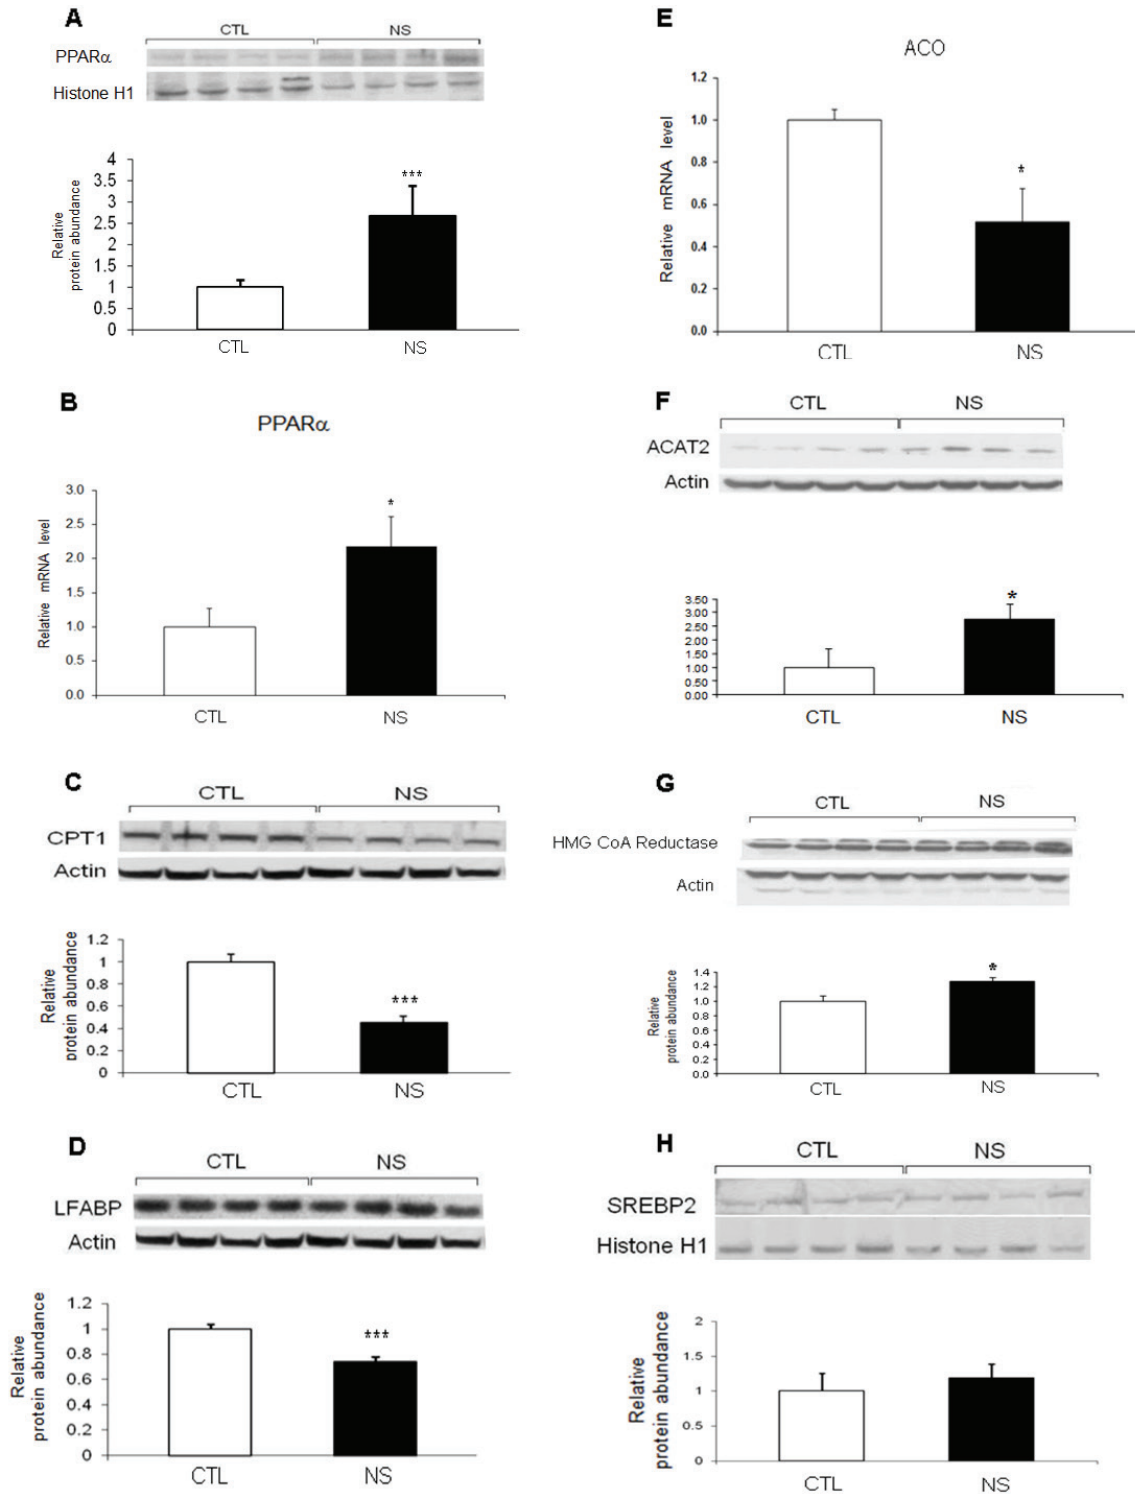 A
CTL NS
PPARα
Histone H1
Relative
protein abundance
4
3.5
3
2.5
2
1.5
1
0.5
0
***
CTL NS
B
PPARα
Relative mRNA level
3.0
2.5
2.0
1.5
1.0
0.5
0.0
*
CTL NS
C
CTL NS
CPT1
Actin
Relative
protein abundance
1.2
1
0.8
0.6
0.4
0.2
0
***
CTL NS
D
CTL NS
LFABP
Actin
Relative
protein abundance
1.2
1
0.8
0.6
0.4
0.2
0
***
CTL NS
E
ACO
Relative mRNA level
1.2
1.0
0.8
0.6
0.4
0.2
0.0
*
CTL NS
F
CTL NS
ACAT2
Actin
3.50
3.00
2.50
2.00
1.50
1.00
0.50
0.00
*
CTL NS
G
CTL NS
HMG CoA Reductase
Actin
Relative
protein abundance
1.4
1.2
1.0
0.8
0.6
0.4
0.2
0.0
*
CTL NS
H
CTL NS
SREBP2
Histone H1
Relative
protein abundance
2
1.5
1
0.5
0
CTL NS